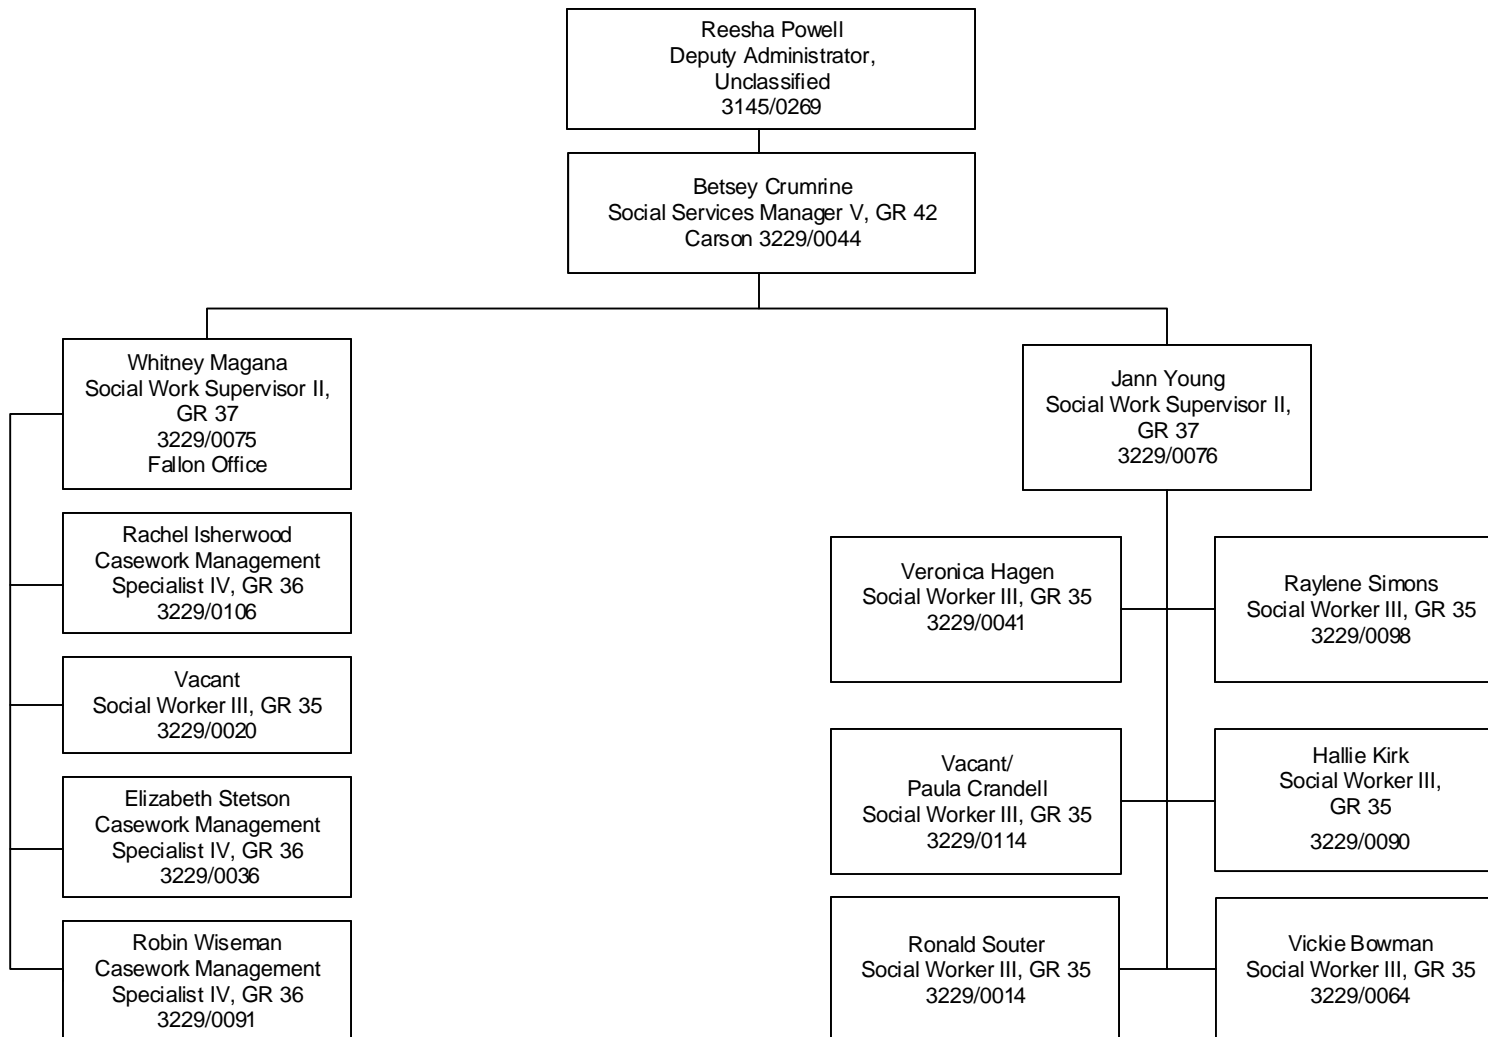 Reesha Powell
Deputy Administrator,
Unclassified
3145/0269
Betsey Crumrine
Social Services Manager V, GR 42
Carson 3229/0044
Whitney Magana
Social Work Supervisor II,
GR 37
3229/0075
Fallon Office
Rachel Isherwood
Casework Management
Specialist IV, GR 36
3229/0106
Vacant
Social Worker III, GR 35
3229/0020
Elizabeth Stetson
Casework Management
Specialist IV, GR 36
3229/0036
Robin Wiseman
Casework Management
Specialist IV, GR 36
3229/0091
Jann Young
Social Work Supervisor II,
GR 37
3229/0076
Veronica Hagen
Social Worker III, GR 35
3229/0041
Raylene Simons
Social Worker III, GR 35
3229/0098
Vacant/
Paula Crandell
Social Worker III, GR 35
3229/0114
Hallie Kirk
Social Worker III,
GR 35
3229/0090
Ronald Souter
Social Worker III, GR 35
3229/0014
Vickie Bowman
Social Worker III, GR 35
3229/0064